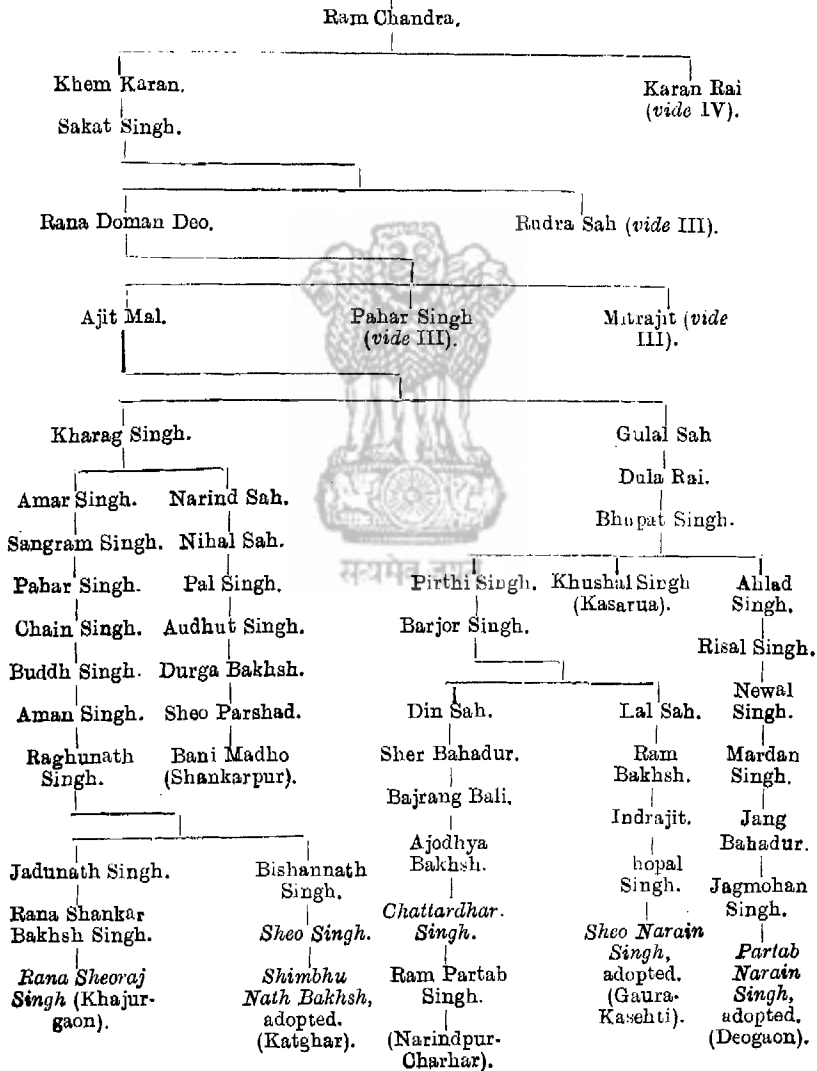 Ram Chandra.
Khem Karan.
Karan Rai
(vide IV).
Sakat Singh.
Rana Doman Deo.
Rudra Sah (vide III).
Ajit Mal.
Pahar Singh
(vide III).
Mitrajit (vide
III).
Kharag Singh.
Gulal Sah
Dula Rai.
Bhupat Singh.
Amar Singh.
Narind Sah.
Sangram Singh.
Nihal Sah.
Pahar Singh.
Pal Singh.
Chain Singh.
Audhut Singh.
Buddh Singh.
Durga Bakhsh.
Aman Singh.
Sheo Parshad.
Raghunath
Singh.
Bani Madho
(Shankarpur).
सत्यमेव जयते
Pirthi Singh.
Khushal Singh
(Kasarua).
Ahlad
Singh.
Barjor Singh.
Risal Singh.
Din Sah.
Lal Sah.
Newal
Singh.
Sher Bahadur.
Ram
Bakhsh.
Mardan
Singh.
Bajrang Bali.
Indrajit.
Jang
Bahadur.
Ajodhya
Bakhsh.
hopal
Singh.
Jagmohan
Singh.
Jadunath Singh.
Bishannath
Singh.
Rana Shankar
Bakhsh Singh.
Sheo Singh.
Chattardhar.
Singh.
Sheo Narain
Singh,
adopted.
(Gaura-
Kasehti).
Partab
Narain
Singh,
adopted.
(Deogaon).
Rana Sheoraj
Singh (Khajur-
gaon).
Shimbhu
Nath Bakhsh,
adopted.
(Katghar).
Ram Partab
Singh.
(Narindpur-
Charhar).